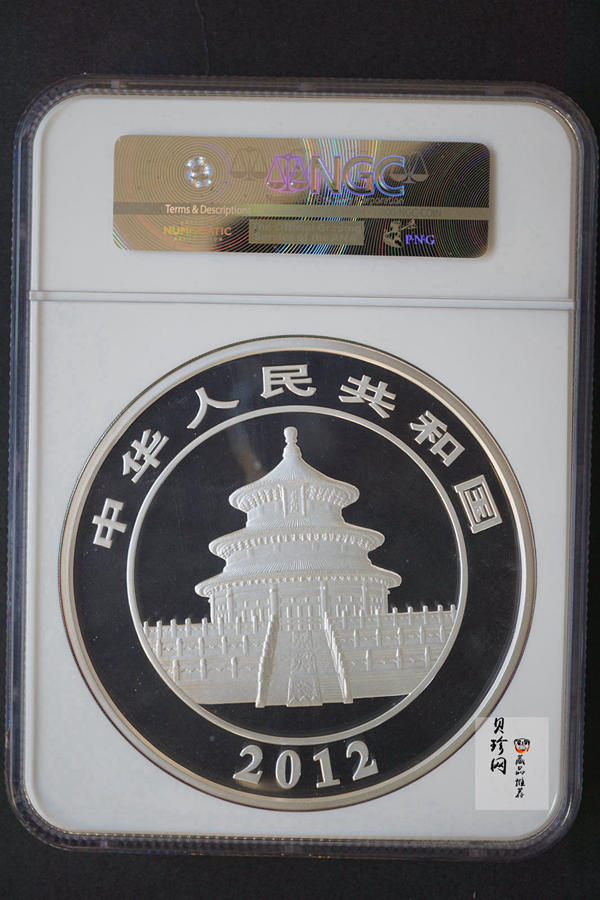 NGC
Terms & Descriptions
NUMISMATIC
PNG
中华人民共和国
2012
贝珍网
藏品
推荐